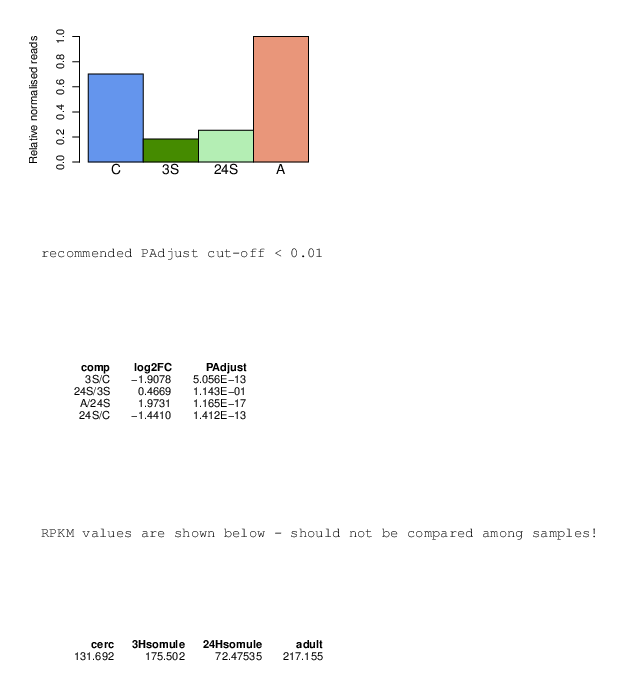 Relative normalised reads
1.0
0.8
0.6
0.4
0.2
0.0
C 3S 24S A
recommended PAdjust cut-off < 0.01
comp log2FC PAdjust
3S/C −1.9078 5.056E−13
24S/3S 0.4669 1.143E−01
A/24S 1.9731 1.165E−17
24S/C −1.4410 1.412E−13
RPKM values are shown below - should not be compared among samples!
cerc 3Hsomule 24Hsomule adult
131.692 175.502 72.47535 217.155